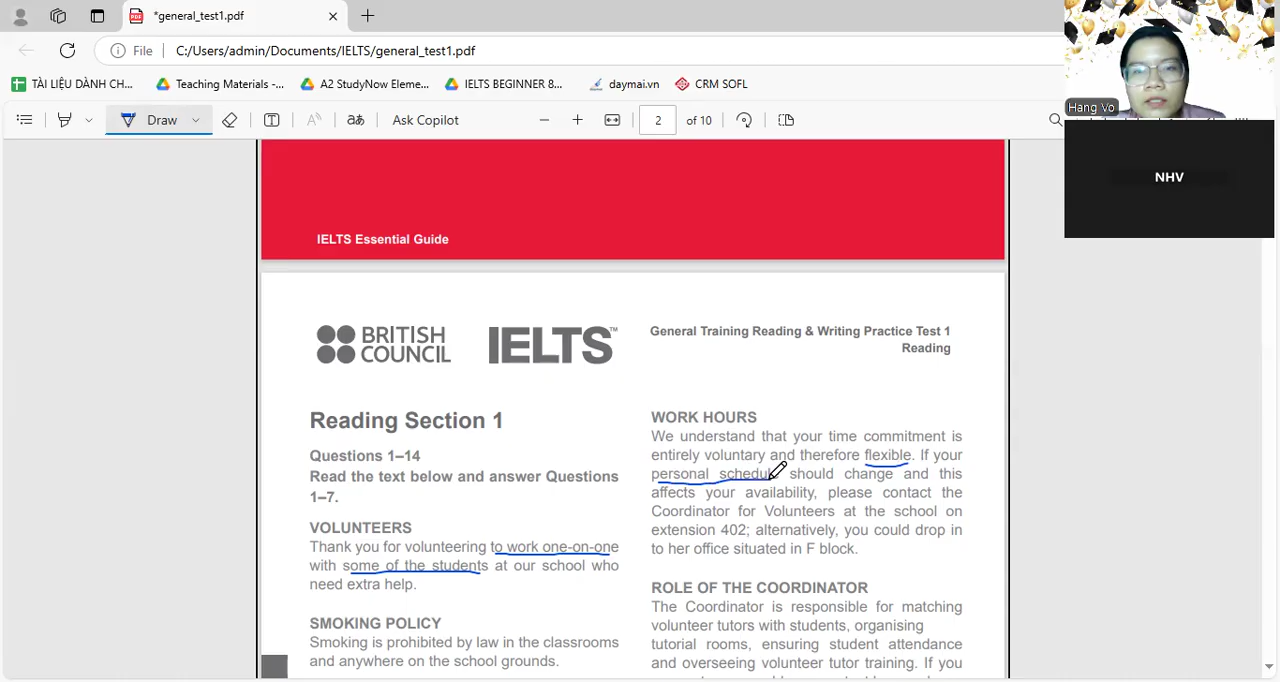 *general_test1.pdf
File
C:/Users/admin/Documents/IELTS/general_test1.pdf
TÀI LIỆU DÀNH CH...
Teaching Materials -...
A2 StudyNow Eleme...
IELTS BEGINNER 8...
daymai.vn
CRM SOFL
Draw
Ask Copilot
2
of 10
Hang Vo
NHV
IELTS Essential Guide
BRITISH
COUNCIL
IELTS™
General Training Reading & Writing Practice Test 1
Reading
Reading Section 1
Questions 1–14
Read the text below and answer Questions
1–7.
VOLUNTEERS
Thank you for volunteering to work one-on-one
with some of the students at our school who
need extra help.
SMOKING POLICY
Smoking is prohibited by law in the classrooms
and anywhere on the school grounds.
WORK HOURS
We understand that your time commitment is
entirely voluntary and therefore flexible. If your
personal schedule should change and this
affects your availability, please contact the
Coordinator for Volunteers at the school on
extension 402; alternatively, you could drop in
to her office situated in F block.
ROLE OF THE COORDINATOR
The Coordinator is responsible for matching
volunteer tutors with students, organising
tutorial rooms, ensuring student attendance
and overseeing volunteer tutor training. If you